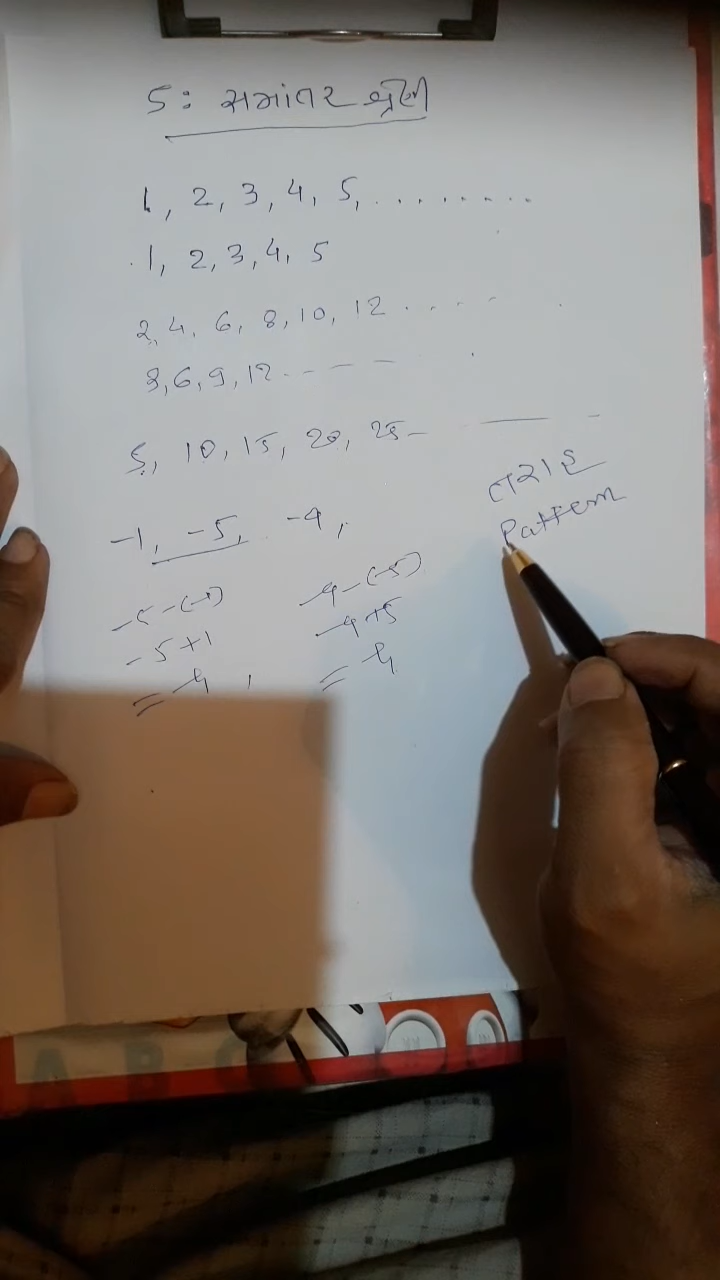 5: સમાંતર શ્રેણી
1, 2, 3, 4, 5, .........
1, 2, 3, 4, 5
2, 4, 6, 8, 10, 12 .....
3, 6, 9, 12 - - - -
5, 10, 15, 20, 25 -
-1, -5, -9,
તરાહ
Pattern
-5-(-1)
-5+1
= -4,
-9-(-5)
-9+5
= -4
A B C